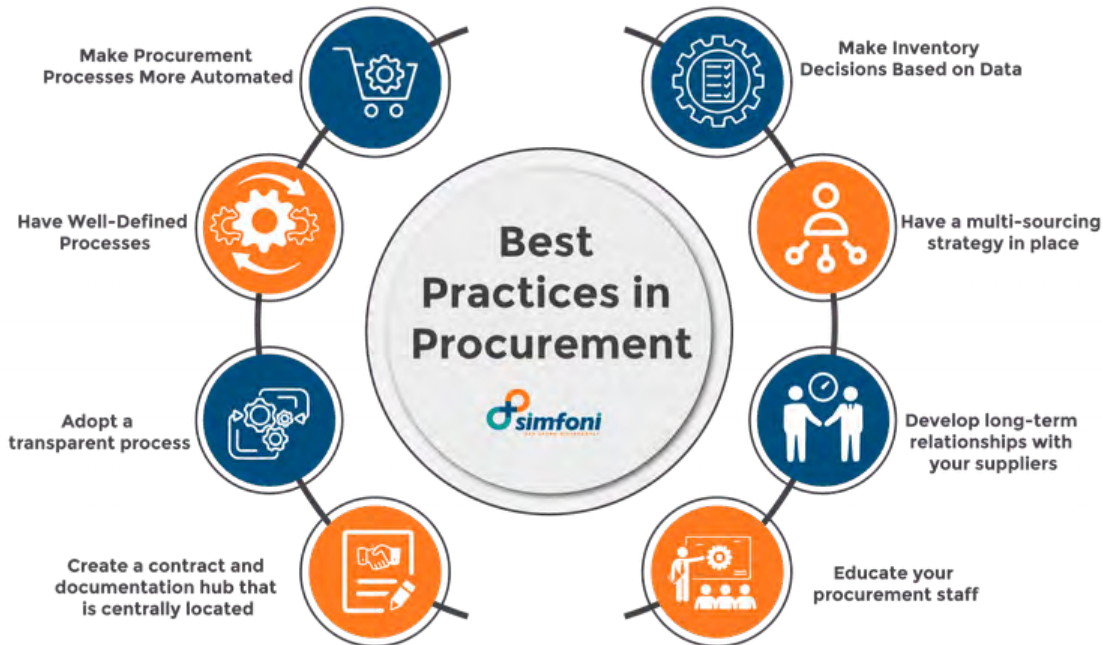 Make Procurement
Processes More Automated
Have Well-Defined
Processes
Adopt a
transparent process
Create a contract and
documentation hub that
is centrally located
Best
Practices in
Procurement
simfoni
Make Inventory
Decisions Based on Data
Have a multi-sourcing
strategy in place
Develop long-term
relationships with
your suppliers
Educate your
procurement staff